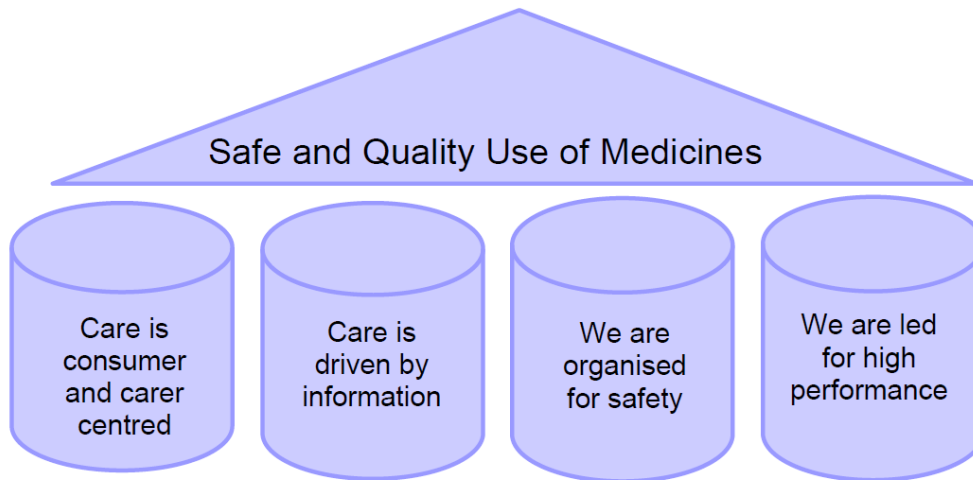 Safe and Quality Use of Medicines
Care is
consumer
and carer
centred
Care is
driven by
information
We are
organised
for safety
We are led
for high
performance